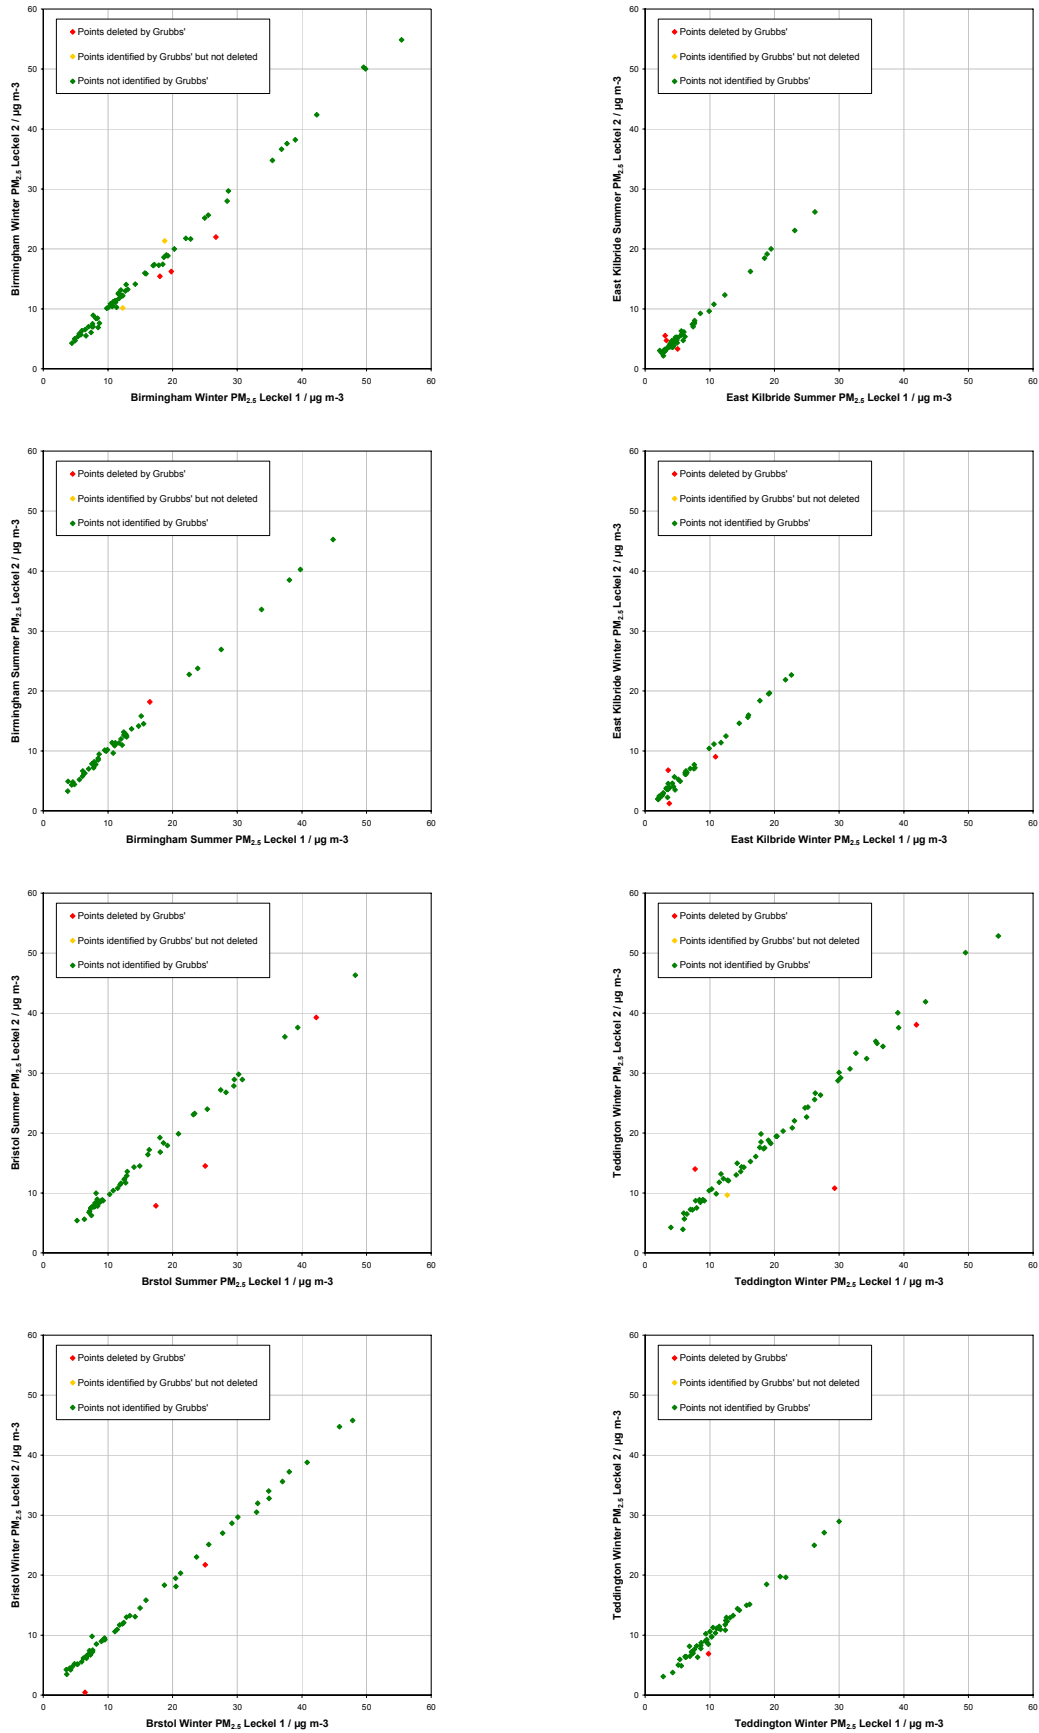 Birmingham Winter PM2.5 Leckel 2 / µg m-3
60
50
40
30
20
10
0
Points deleted by Grubbs'
Points identified by Grubbs' but not deleted
Points not identified by Grubbs'
0 10 20 30 40 50 60
Birmingham Winter PM2.5 Leckel 1 / µg m-3
East Kilbride Summer PM2.5 Leckel 2 / µg m-3
60
50
40
30
20
10
0
Points deleted by Grubbs'
Points identified by Grubbs' but not deleted
Points not identified by Grubbs'
0 10 20 30 40 50 60
East Kilbride Summer PM2.5 Leckel 1 / µg m-3
Birmingham Summer PM2.5 Leckel 2 / µg m-3
60
50
40
30
20
10
0
Points deleted by Grubbs'
Points identified by Grubbs' but not deleted
Points not identified by Grubbs'
0 10 20 30 40 50 60
Birmingham Summer PM2.5 Leckel 1 / µg m-3
East Kilbride Winter PM2.5 Leckel 2 / µg m-3
60
50
40
30
20
10
0
Points deleted by Grubbs'
Points identified by Grubbs' but not deleted
Points not identified by Grubbs'
0 10 20 30 40 50 60
East Kilbride Winter PM2.5 Leckel 1 / µg m-3
Bristol Summer PM2.5 Leckel 2 / µg m-3
60
50
40
30
20
10
0
Points deleted by Grubbs'
Points identified by Grubbs' but not deleted
Points not identified by Grubbs'
0 10 20 30 40 50 60
Brstol Summer PM2.5 Leckel 1 / µg m-3
Teddington Winter PM2.5 Leckel 2 / µg m-3
60
50
40
30
20
10
0
Points deleted by Grubbs'
Points identified by Grubbs' but not deleted
Points not identified by Grubbs'
0 10 20 30 40 50 60
Teddington Winter PM2.5 Leckel 1 / µg m-3
Bristol Winter PM2.5 Leckel 2 / µg m-3
60
50
40
30
20
10
0
Points deleted by Grubbs'
Points identified by Grubbs' but not deleted
Points not identified by Grubbs'
0 10 20 30 40 50 60
Brstol Winter PM2.5 Leckel 1 / µg m-3
Teddington Winter PM2.5 Leckel 2 / µg m-3
60
50
40
30
20
10
0
Points deleted by Grubbs'
Points identified by Grubbs' but not deleted
Points not identified by Grubbs'
0 10 20 30 40 50 60
Teddington Winter PM2.5 Leckel 1 / µg m-3